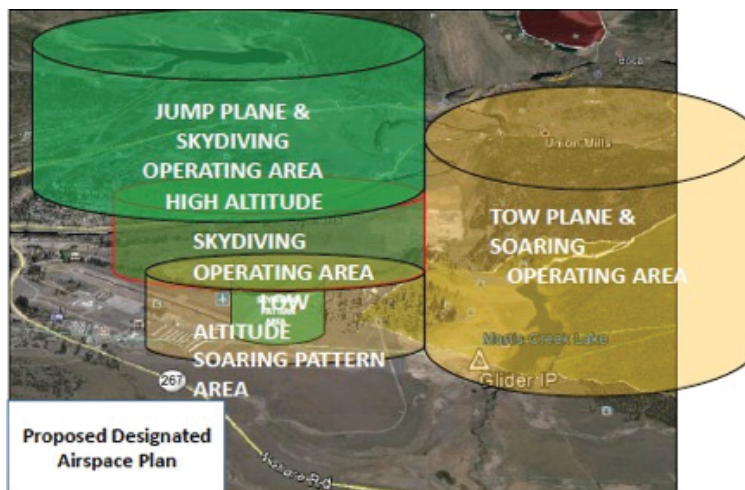 JUMP PLANE &
SKYDIVING
OPERATING AREA
HIGH ALTITUDE
SKYDIVING
OPERATING AREA
LOW
ALTITUDE
SOARING PATTERN
AREA
TOW PLANE &
SOARING
OPERATING AREA
Boca
Union Mills
Martis Creek Lake
Glider IP
267
Proposed Designated
Airspace Plan